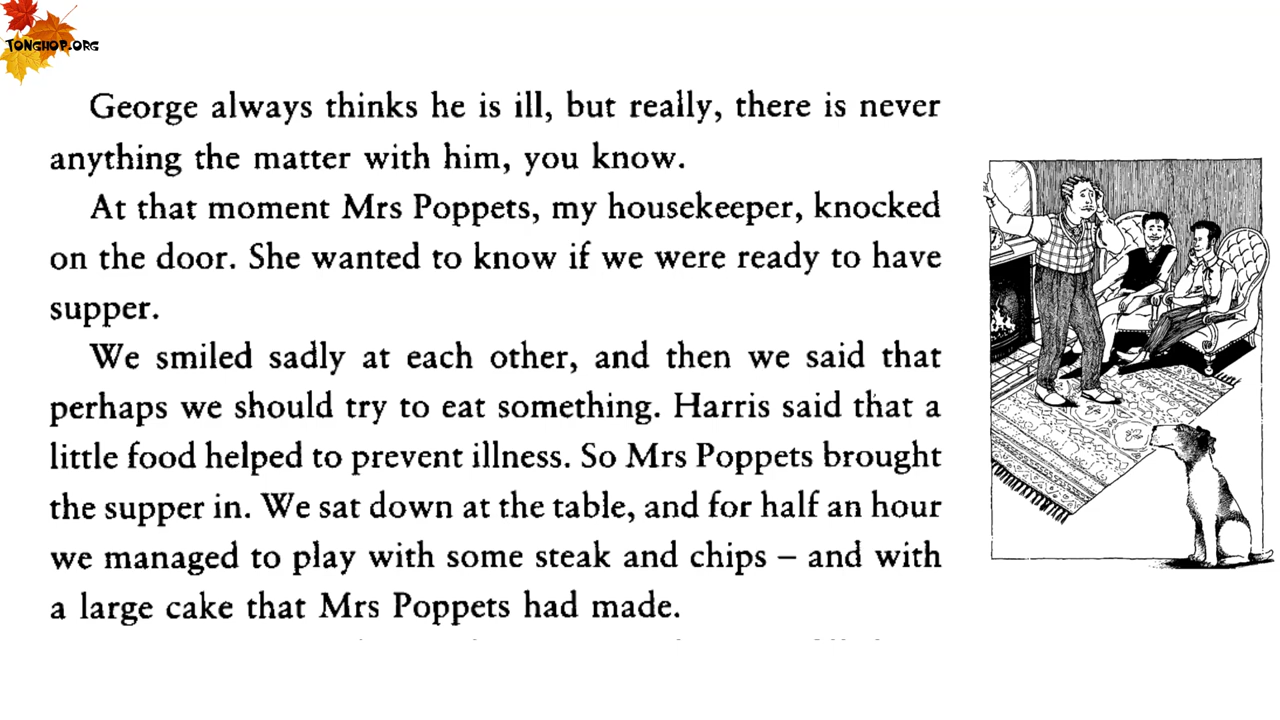 TONGHOP.ORG
George always thinks he is ill, but really, there is never
anything the matter with him, you know.
At that moment Mrs Poppets, my housekeeper, knocked
on the door. She wanted to know if we were ready to have
supper.
We smiled sadly at each other, and then we said that
perhaps we should try to eat something. Harris said that a
little food helped to prevent illness. So Mrs Poppets brought
the supper in. We sat down at the table, and for half an hour
we managed to play with some steak and chips – and with
a large cake that Mrs Poppets had made.